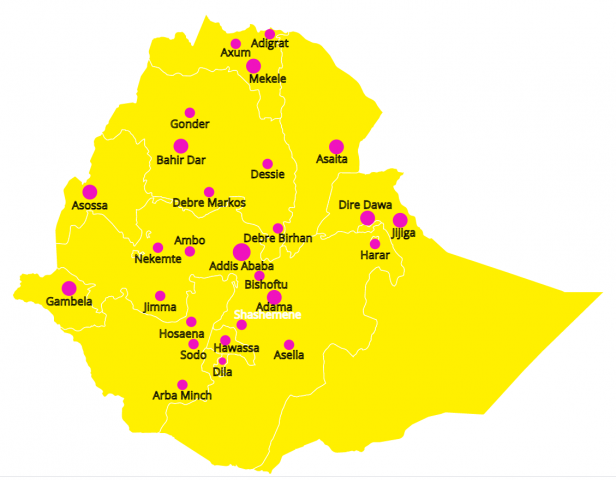 Adigrat
Axum
Mekele
Gonder
Bahir Dar
Asaita
Dessie
Assosa
Debre Markos
Dire Dawa
Jijiga
Debre Birhan
Ambo
Nekemte
Harar
Addis Ababa
Bishoftu
Gambela
Jimma
Adama
Shashemene
Hosaena
Hawassa
Sodo
Asella
Dila
Arba Minch